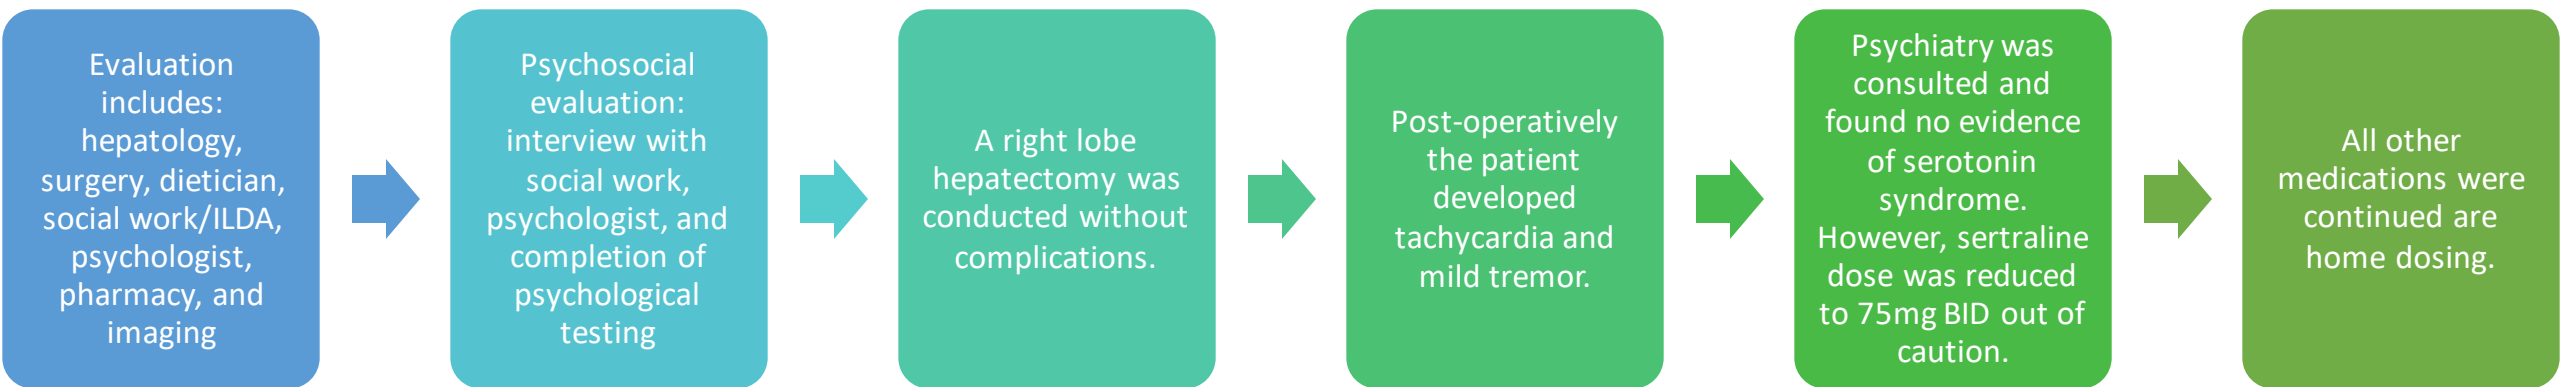 Evaluation
includes:
hepatology,
surgery, dietician,
social work/ILDA,
psychologist,
pharmacy, and
imaging
Psychosocial
evaluation:
interview with
social work,
psychologist, and
completion of
psychological
testing
A right lobe
hepatectomy was
conducted without
complications.
Post-operatively
the patient
developed
tachycardia and
mild tremor.
Psychiatry was
consulted and
found no evidence
of serotonin
syndrome.
However, sertraline
dose was reduced
to 75mg BID out of
caution.
All other
medications were
continued are
home dosing.